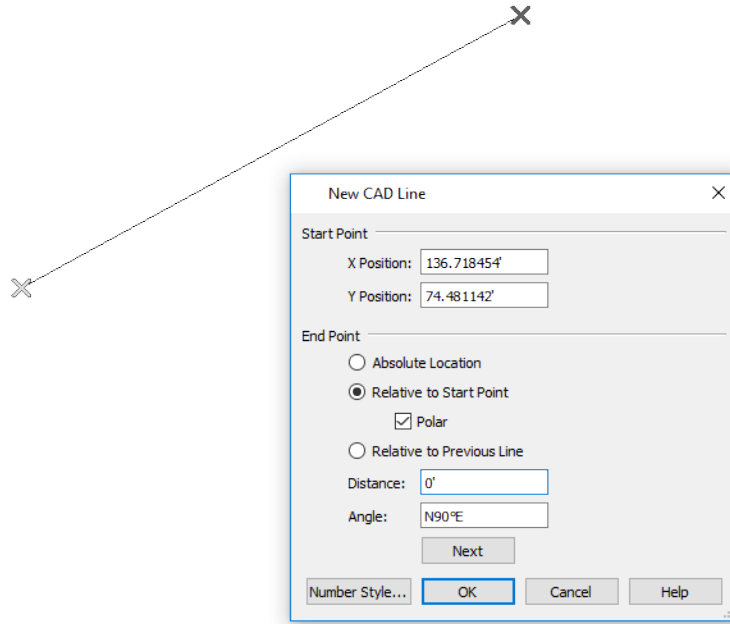 New CAD Line
Start Point
X Position: 136.718454'
Y Position: 74.481142'
End Point
Absolute Location
Relative to Start Point
Polar
Relative to Previous Line
Distance: 0'
Angle: N90°E
Next
Number Style... OK Cancel Help